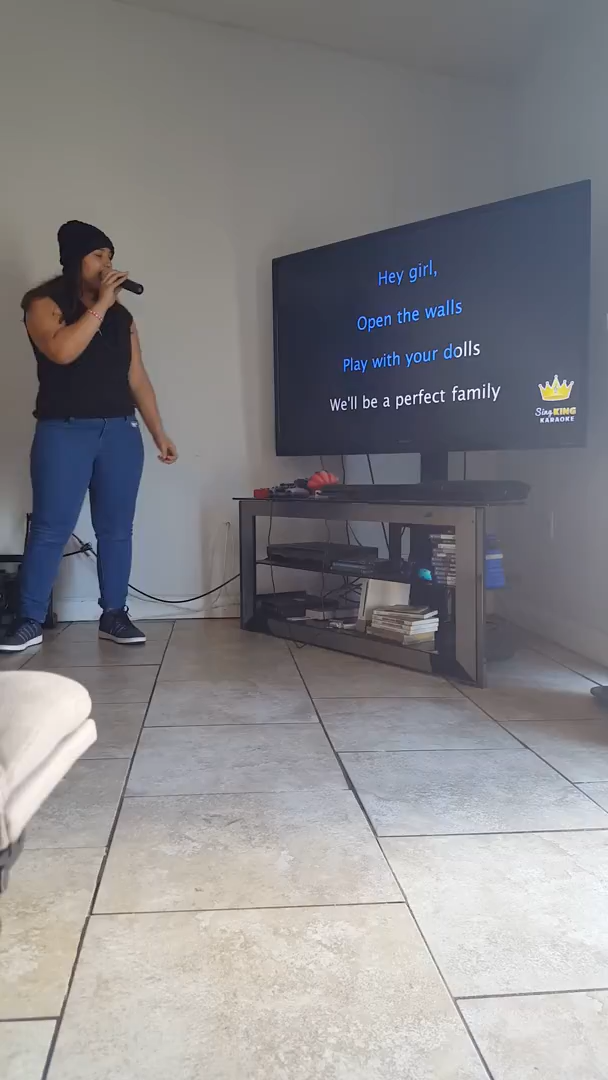 Hey girl,
Open the walls
Play with your dolls
We'll be a perfect family
Sing KING
KARAOKE